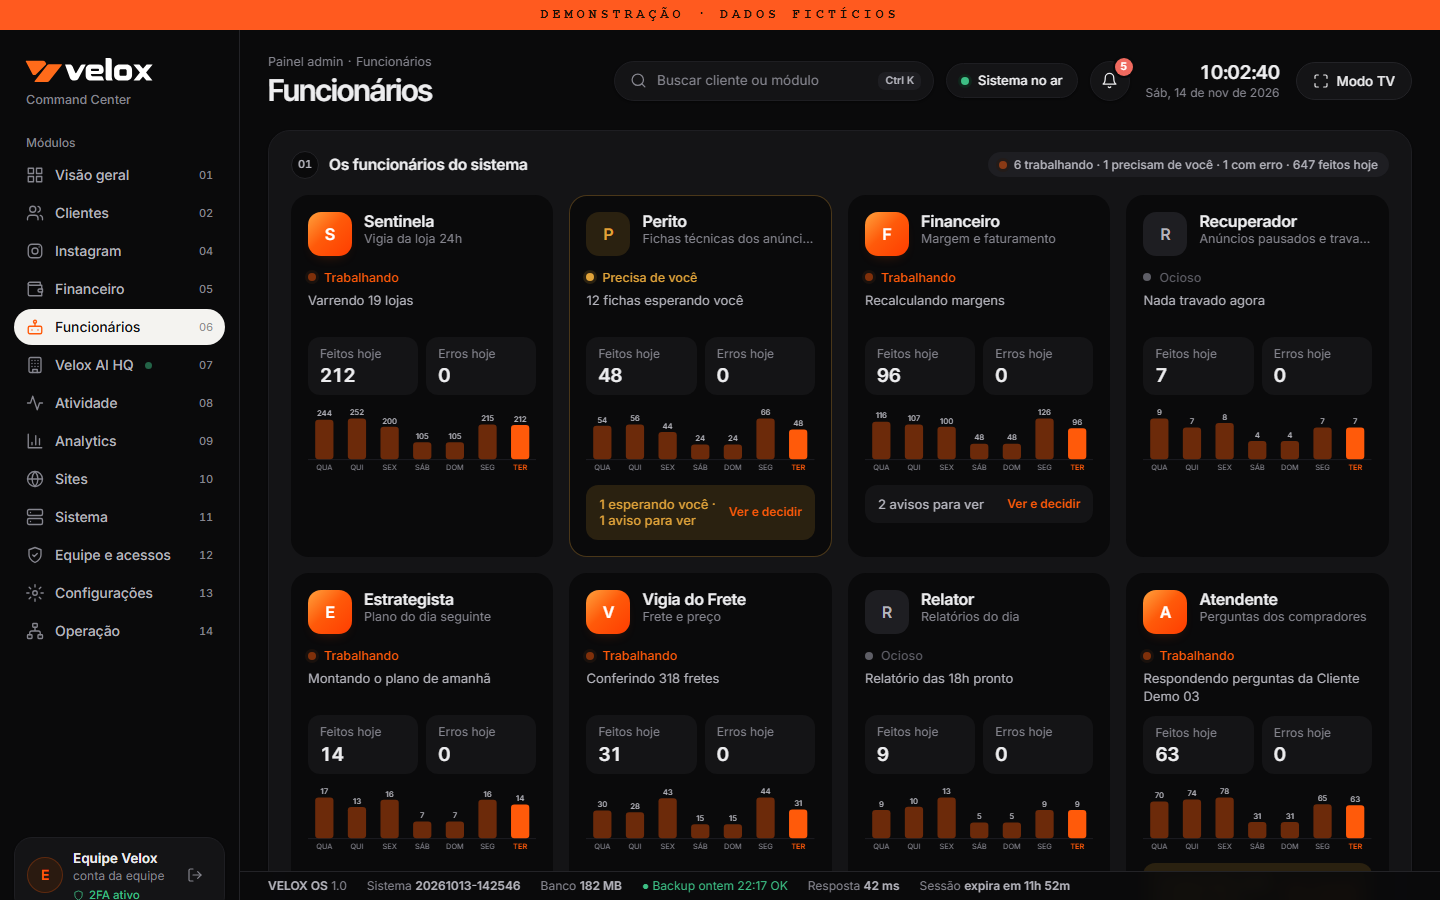 DEMONSTRAÇÃO · DADOS FICTÍCIOS
velox
Command Center
Módulos
Visão geral 01
Clientes 02
Instagram 04
Financeiro 05
Funcionários 06
Velox AI HQ 07
Atividade 08
Analytics 09
Sites 10
Sistema 11
Equipe e acessos 12
Configurações 13
Operação 14
E
Equipe Velox
conta da equipe
2FA ativo
Painel admin · Funcionários
Funcionários
Buscar cliente ou módulo Ctrl K
Sistema no ar
5
10:02:40
Sáb, 14 de nov de 2026
Modo TV
01 Os funcionários do sistema
6 trabalhando · 1 precisam de você · 1 com erro · 647 feitos hoje
S
Sentinela
Vigia da loja 24h
Trabalhando
Varrendo 19 lojas
Feitos hoje
212
Erros hoje
0
244 252 200 105 105 215 212
QUA QUI SEX SÁB DOM SEG TER
P
Perito
Fichas técnicas dos anúnci...
Precisa de você
12 fichas esperando você
Feitos hoje
48
Erros hoje
0
54 56 44 24 24 66 48
QUA QUI SEX SÁB DOM SEG TER
1 esperando você ·
1 aviso para ver
Ver e decidir
F
Financeiro
Margem e faturamento
Trabalhando
Recalculando margens
Feitos hoje
96
Erros hoje
0
116 107 100 48 48 126 96
QUA QUI SEX SÁB DOM SEG TER
2 avisos para ver Ver e decidir
R
Recuperador
Anúncios pausados e trava...
Ocioso
Nada travado agora
Feitos hoje
7
Erros hoje
0
9 7 8 4 4 7 7
QUA QUI SEX SÁB DOM SEG TER
E
Estrategista
Plano do dia seguinte
Trabalhando
Montando o plano de amanhã
Feitos hoje
14
Erros hoje
0
17 13 16 7 7 16 14
QUA QUI SEX SÁB DOM SEG TER
V
Vigia do Frete
Frete e preço
Trabalhando
Conferindo 318 fretes
Feitos hoje
31
Erros hoje
0
30 28 43 15 15 44 31
QUA QUI SEX SÁB DOM SEG TER
R
Relator
Relatórios do dia
Ocioso
Relatório das 18h pronto
Feitos hoje
9
Erros hoje
0
9 10 13 5 5 9 9
QUA QUI SEX SÁB DOM SEG TER
A
Atendente
Perguntas dos compradores
Trabalhando
Respondendo perguntas da Cliente
Demo 03
Feitos hoje
63
Erros hoje
0
70 74 78 31 31 65 63
QUA QUI SEX SÁB DOM SEG TER
VELOX OS 1.0 Sistema 20261013-142546 Banco 182 MB Backup ontem 22:17 OK Resposta 42 ms Sessão expira em 11h 52m